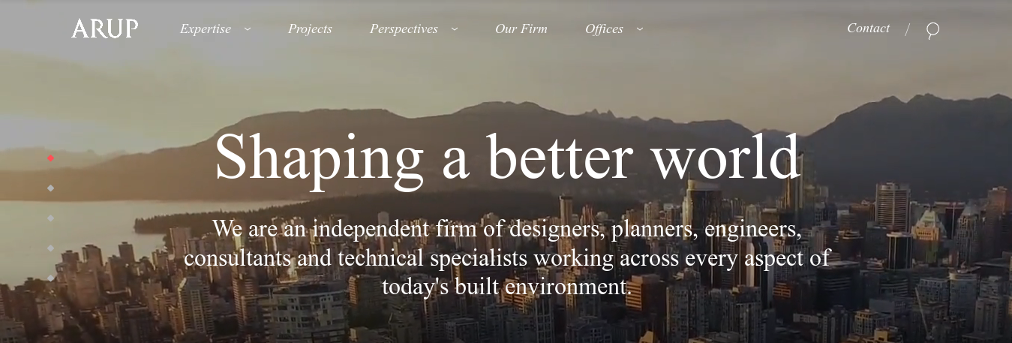 ARUP Expertise Projects Perspectives Our Firm Offices Contact /
Shaping a better world
We are an independent firm of designers, planners, engineers,
consultants and technical specialists working across every aspect of
today's built environment.